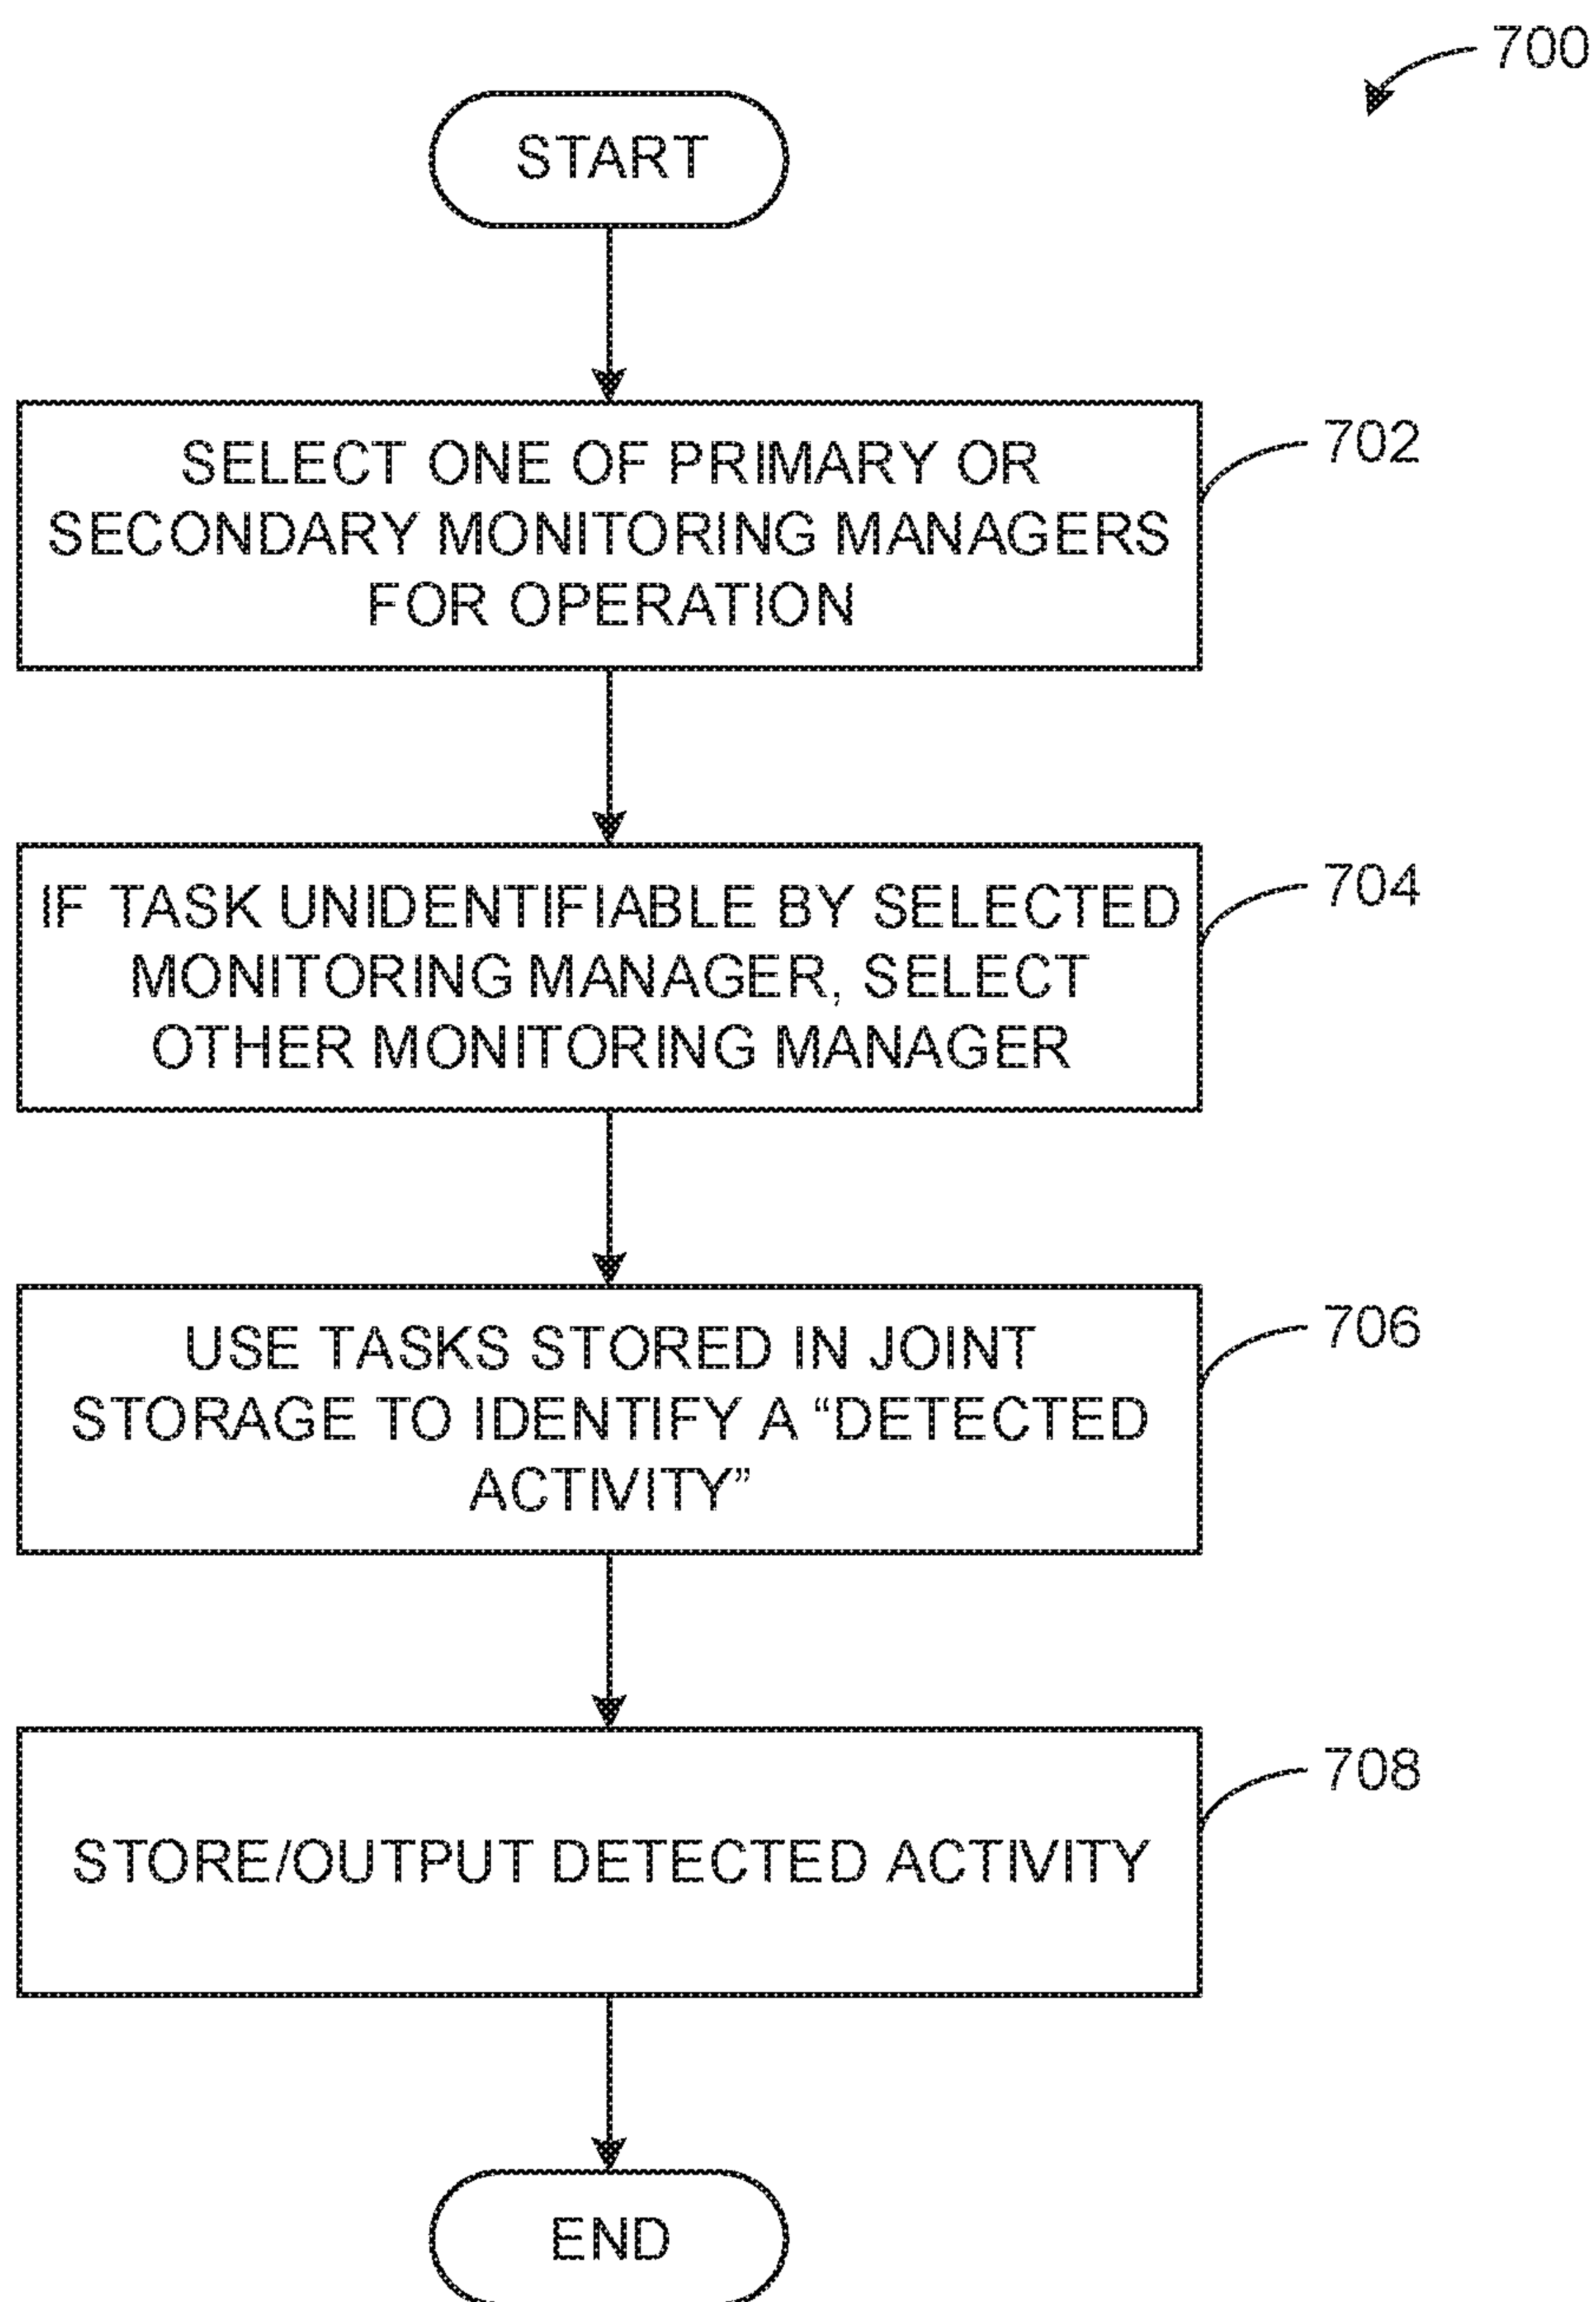 700
START
SELECT ONE OF PRIMARY OR
SECONDARY MONITORING MANAGERS
FOR OPERATION
702
IF TASK UNIDENTIFIABLE BY SELECTED
MONITORING MANAGER, SELECT
OTHER MONITORING MANAGER
704
USE TASKS STORED IN JOINT
STORAGE TO IDENTIFY A “DETECTED
ACTIVITY”
706
STORE/OUTPUT DETECTED ACTIVITY
708
END